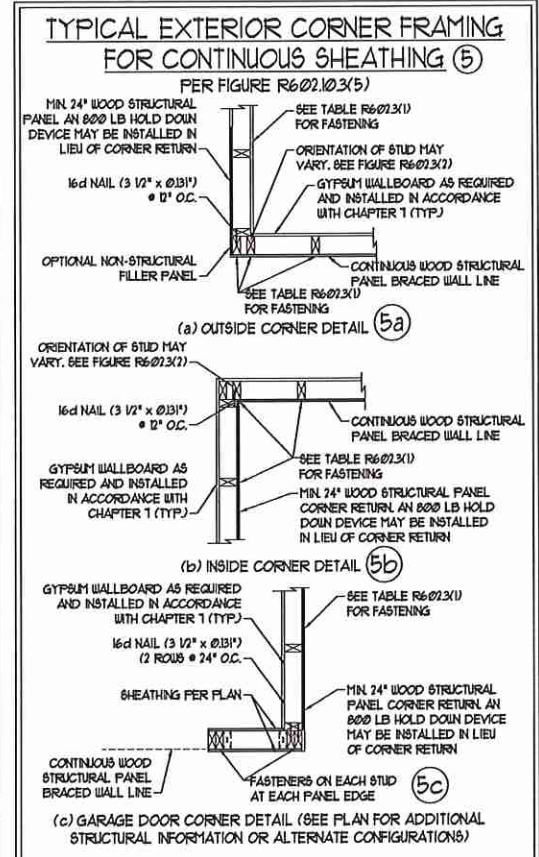 TYPICAL EXTERIOR CORNER FRAMING
FOR CONTINUOUS SHEATHING 5
PER FIGURE R602.10.3(5)
MIN. 24" WOOD STRUCTURAL
PANEL AN 800 LB HOLD DOWN
DEVICE MAY BE INSTALLED IN
LIEU OF CORNER RETURN
16d NAIL (3 1/2" x 0.131")
@ 12" O.C.
OPTIONAL NON-STRUCTURAL
FILLER PANEL
SEE TABLE R602.3(1)
FOR FASTENING
ORIENTATION OF STUD MAY
VARY. SEE FIGURE R602.3(2)
GYPSUM WALLBOARD AS REQUIRED
AND INSTALLED IN ACCORDANCE
WITH CHAPTER 7 (TYP.)
CONTINUOUS WOOD STRUCTURAL
PANEL BRACED WALL LINE
SEE TABLE R602.3(1)
FOR FASTENING
(a) OUTSIDE CORNER DETAIL 5a
ORIENTATION OF STUD MAY
VARY. SEE FIGURE R602.3(2)
16d NAIL (3 1/2" x 0.131")
@ 12" O.C.
GYPSUM WALLBOARD AS
REQUIRED AND INSTALLED
IN ACCORDANCE WITH
CHAPTER 7 (TYP.)
CONTINUOUS WOOD STRUCTURAL
PANEL BRACED WALL LINE
SEE TABLE R602.3(1)
FOR FASTENING
MIN. 24" WOOD STRUCTURAL PANEL
CORNER RETURN. AN 800 LB HOLD
DOWN DEVICE MAY BE INSTALLED
IN LIEU OF CORNER RETURN
(b) INSIDE CORNER DETAIL 5b
GYPSUM WALLBOARD AS REQUIRED
AND INSTALLED IN ACCORDANCE
WITH CHAPTER 7 (TYP.)
16d NAIL (3 1/2" x 0.131")
(2 ROWS @ 24" O.C.
SHEATHING PER PLAN
CONTINUOUS WOOD
STRUCTURAL PANEL
BRACED WALL LINE
SEE TABLE R602.3(1)
FOR FASTENING
MIN. 24" WOOD STRUCTURAL
PANEL CORNER RETURN. AN
800 LB HOLD DOWN DEVICE
MAY BE INSTALLED IN LIEU
OF CORNER RETURN
FASTENERS ON EACH STUD
AT EACH PANEL EDGE
5c
(c) GARAGE DOOR CORNER DETAIL (SEE PLAN FOR ADDITIONAL
STRUCTURAL INFORMATION OR ALTERNATE CONFIGURATIONS)